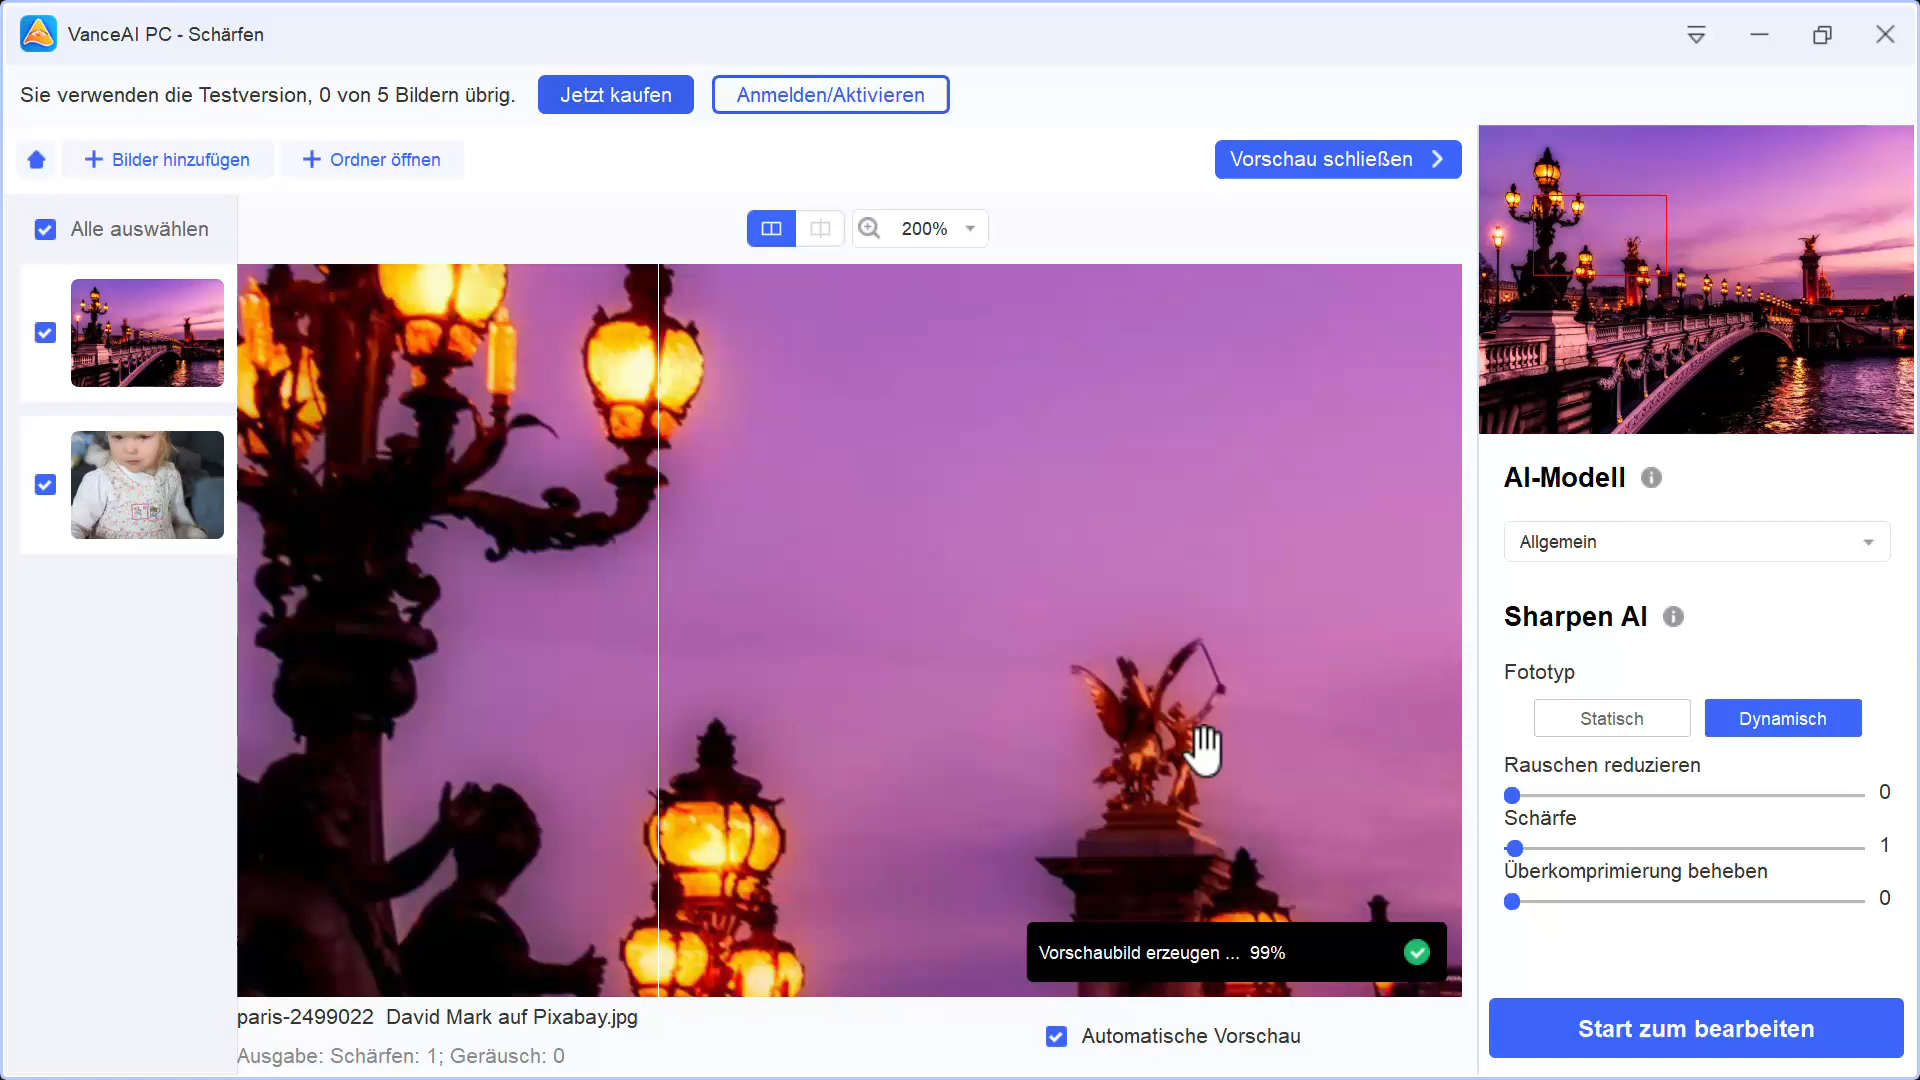 VanceAI PC - Schärfen
Sie verwenden die Testversion, 0 von 5 Bildern übrig.
Jetzt kaufen
Anmelden/Aktivieren
Bilder hinzufügen
Ordner öffnen
Vorschau schließen
Alle auswählen
200%
AI-Modell
Allgemein
Sharpen AI
Fototyp
Statisch
Dynamisch
Rauschen reduzieren
0
Schärfe
1
Überkomprimierung beheben
0
Vorschaubild erzeugen ... 99%
paris-2499022 David Mark auf Pixabay.jpg
Automatische Vorschau
Ausgabe: Schärfen: 1; Geräusch: 0
Start zum bearbeiten